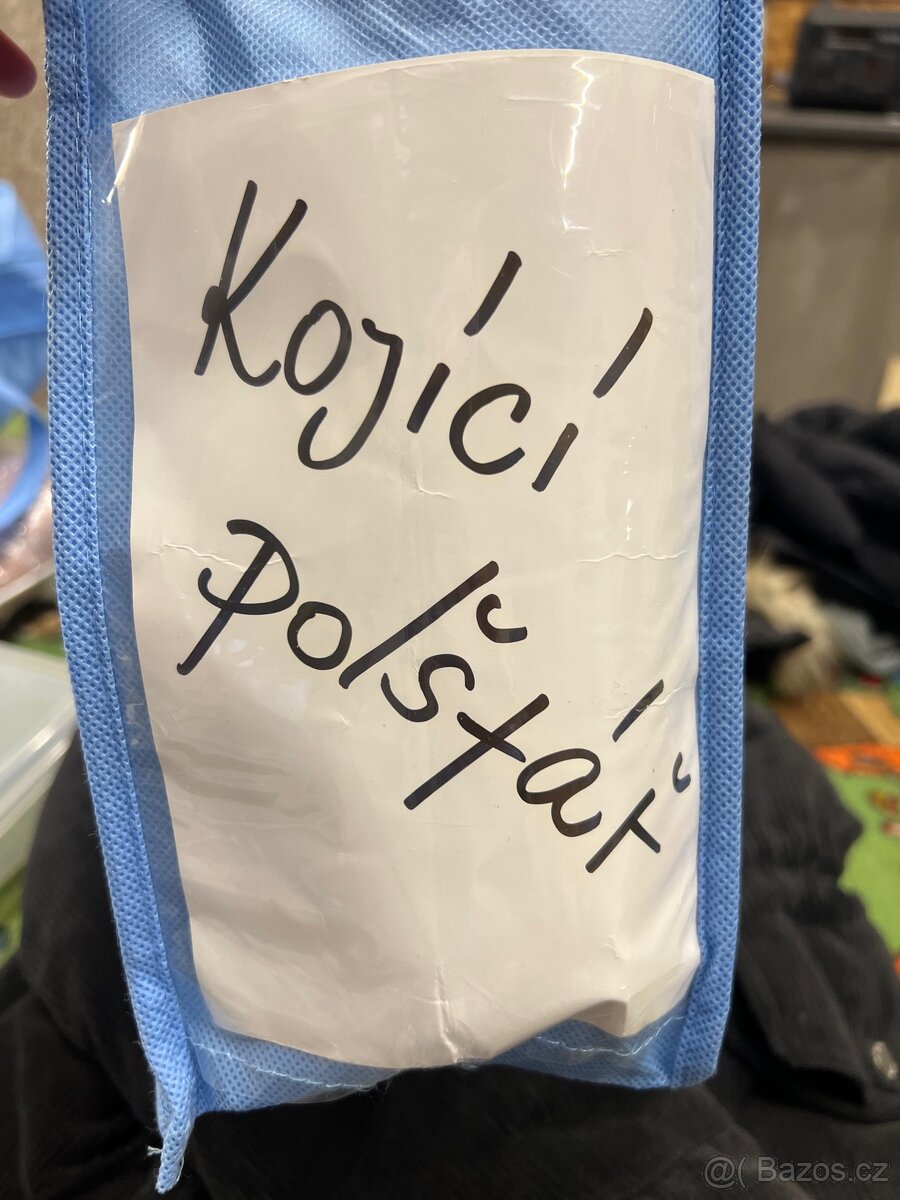 Kojící
Polštář
@( Bazos.cz